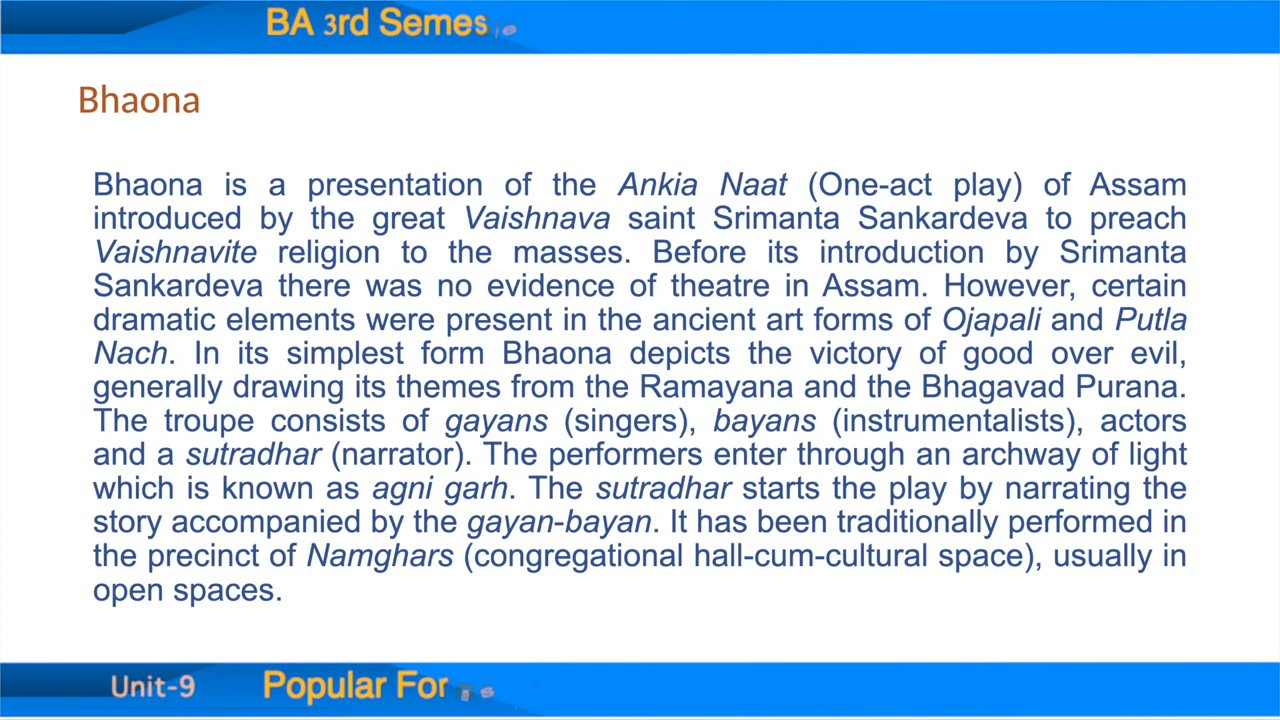 BA 3rd Semes
Bhaona
Bhaona is a presentation of the Ankia Naat (One-act play) of Assam
introduced by the great Vaishnava saint Srimanta Sankardeva to preach
Vaishnavite religion to the masses. Before its introduction by Srimanta
Sankardeva there was no evidence of theatre in Assam. However, certain
dramatic elements were present in the ancient art forms of Ojapali and Putla
Nach. In its simplest form Bhaona depicts the victory of good over evil,
generally drawing its themes from the Ramayana and the Bhagavad Purana.
The troupe consists of gayans (singers), bayans (instrumentalists), actors
and a sutradhar (narrator). The performers enter through an archway of light
which is known as agni garh. The sutradhar starts the play by narrating the
story accompanied by the gayan-bayan. It has been traditionally performed in
the precinct of Namghars (congregational hall-cum-cultural space), usually in
open spaces.
Unit-9 Popular For